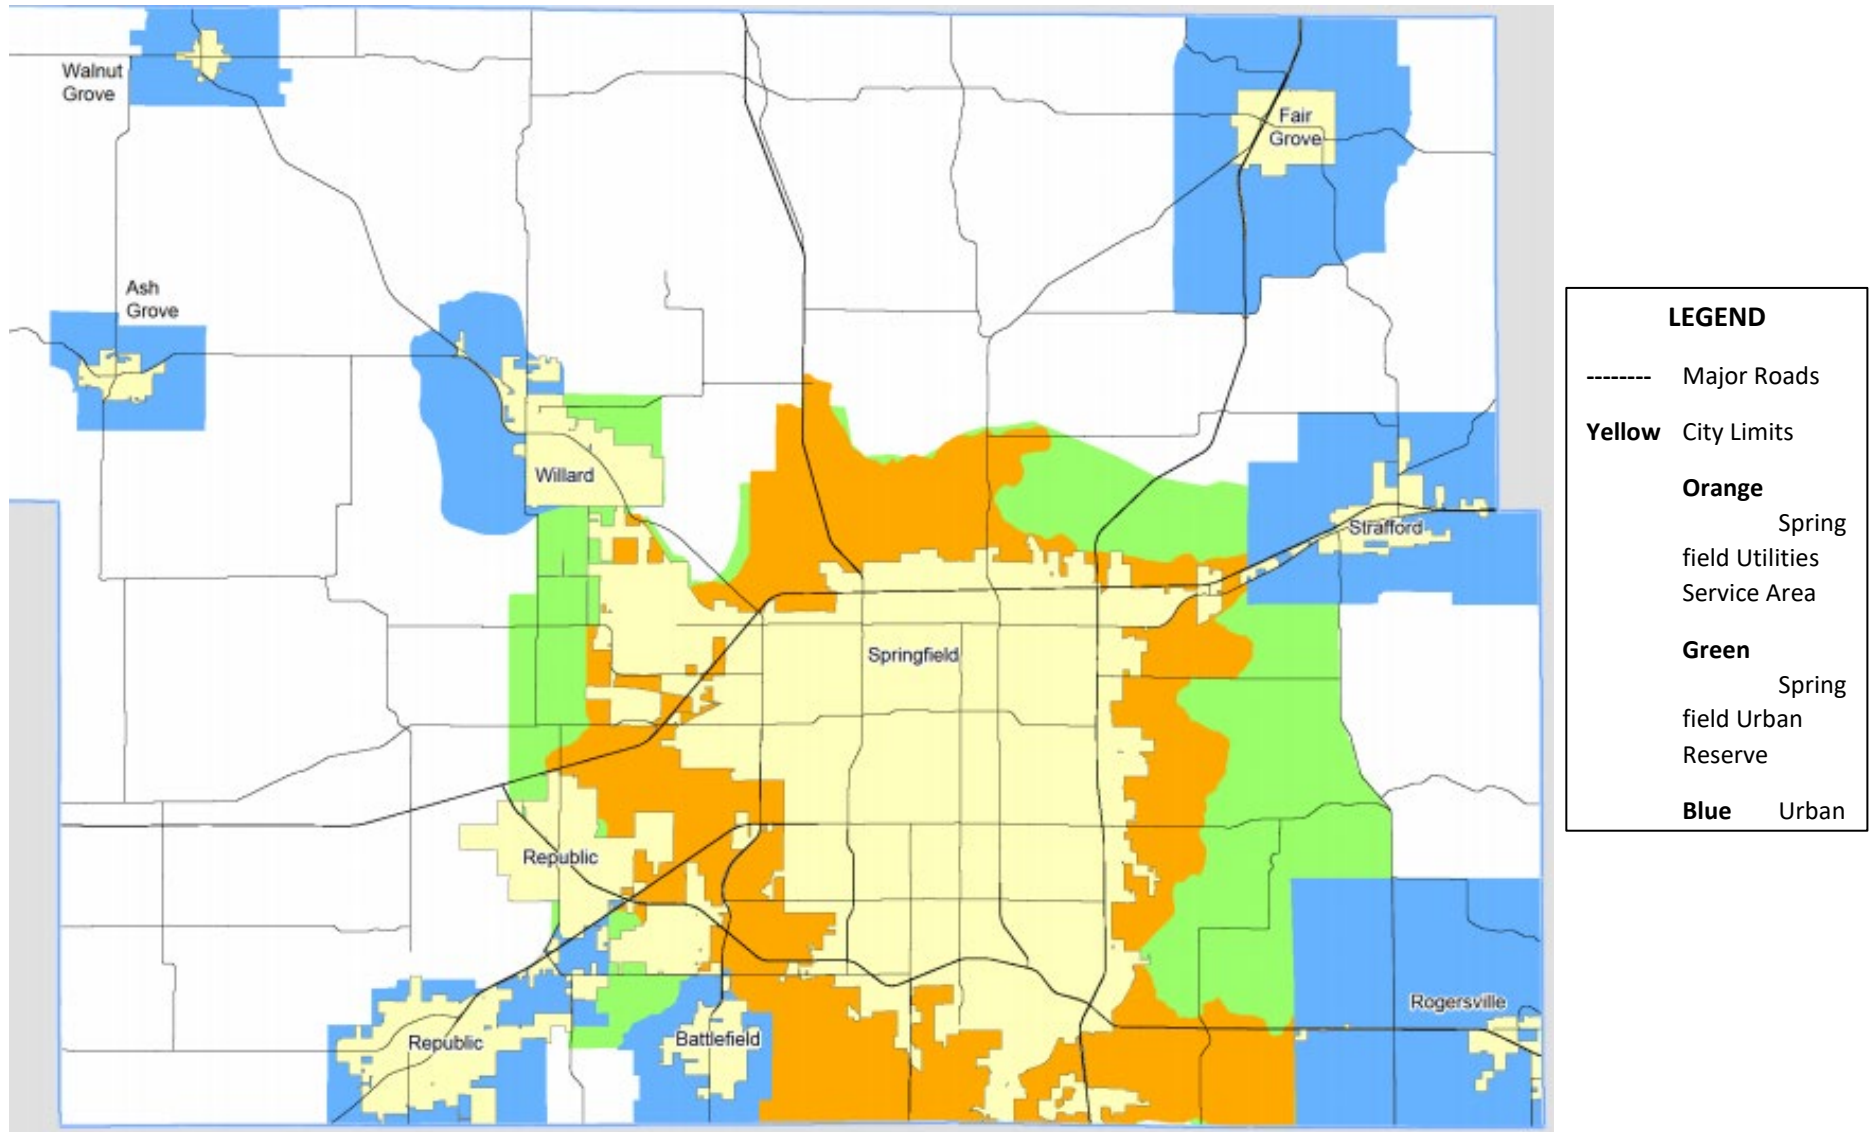 Walnut
Grove
Fair
Grove
Ash
Grove
Willard
Strafford
Springfield
Republic
Rogersville
Republic
Battlefield
LEGEND
-------- Major Roads
Yellow City Limits
Orange
Spring
field Utilities
Service Area
Green
Spring
field Urban
Reserve
Blue Urban